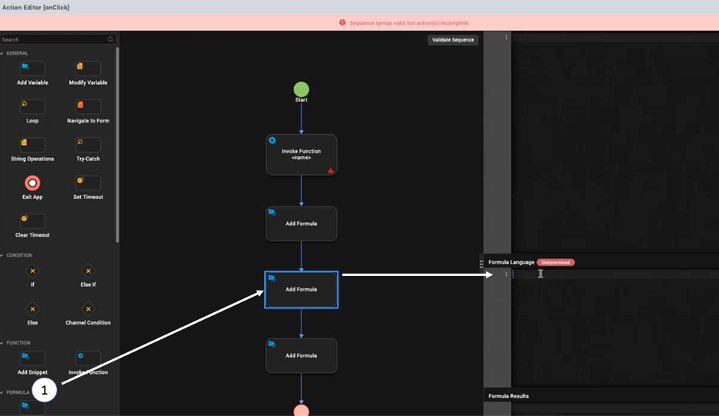 Action Editor [onClick]
Sequence syntax valid but action(s) incomplete.
Search
Validate Sequence
1
GENERAL
Add Variable
Modify Variable
Loop
Navigate to Form
String Operations
Try-Catch
Exit App
Set Timeout
Clear Timeout
CONDITION
If
Else If
Else
Channel Condition
FUNCTION
Add Snippet
Invoke Function
FORMULA
1
Start
Invoke Function
<name>
Add Formula
Add Formula
Add Formula
Formula Language
Undetermined
1
Formula Results